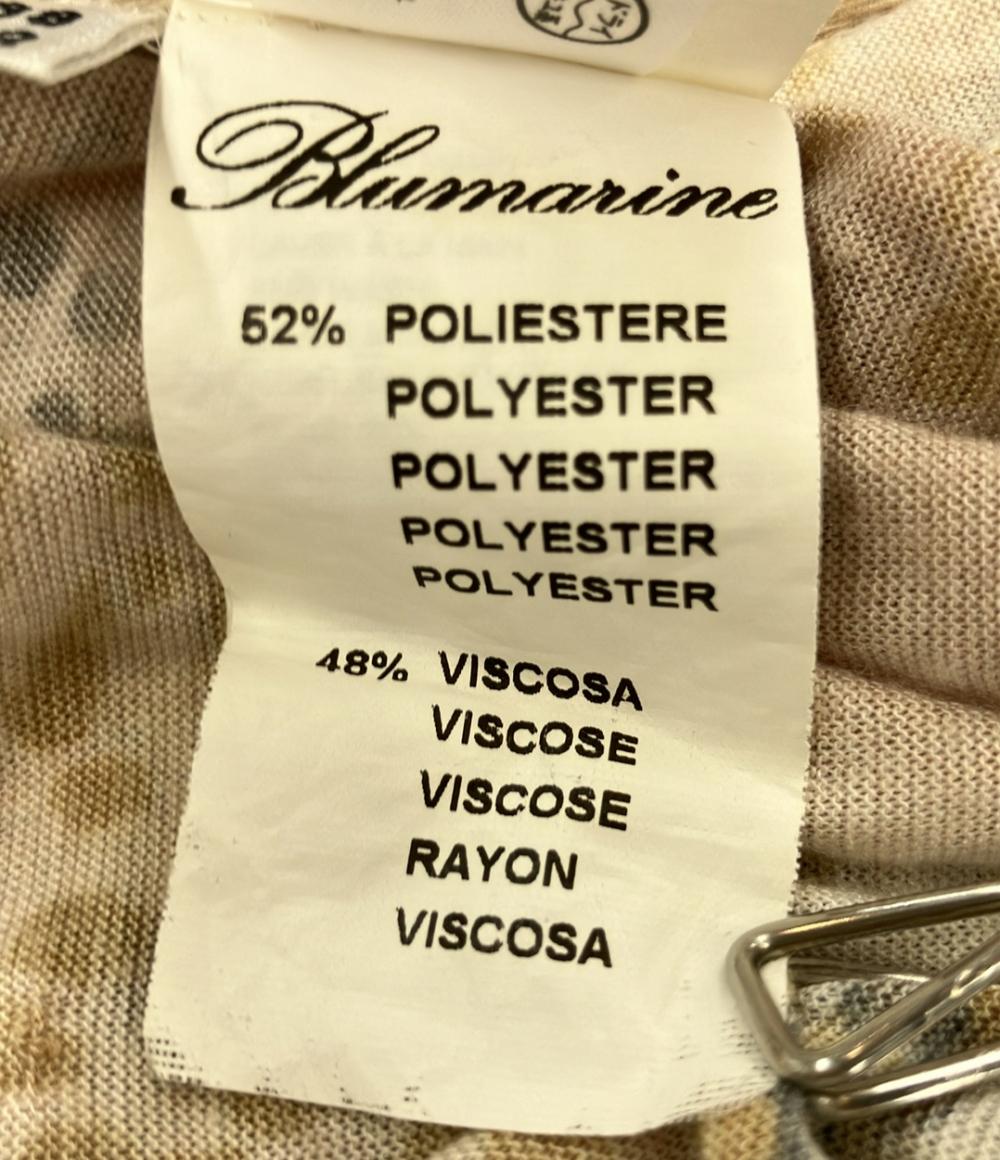 Blumarine
52% POLIESTERE
POLYESTER
POLYESTER
POLYESTER
POLYESTER
48% VISCOSA
VISCOSE
VISCOSE
RAYON
VISCOSA